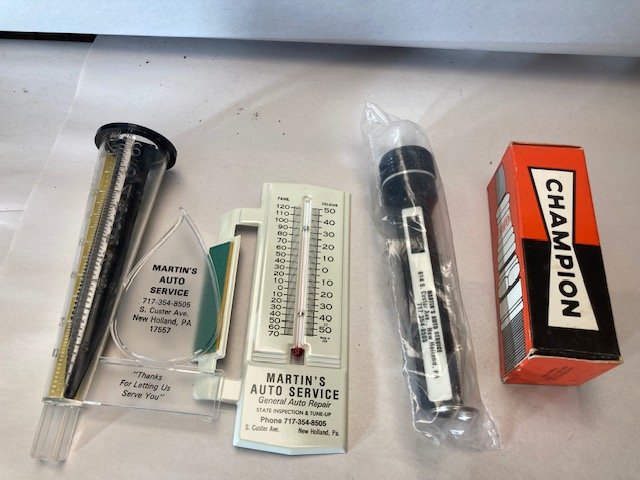 MARTIN'S
AUTO
SERVICE
717-354-8505
S. Custer Ave.
New Holland, PA
17557
"Thanks
For Letting Us
Serve You"
FAHR. CELSIUS
120 50
110
100 40
90 30
80
70 20
60
50 10
40
30 0
20
10 10
0 20
10
20 30
30
40 40
50
60 50
70
MARTIN'S
AUTO SERVICE
General Auto Repair
STATE INSPECTION & TUNE-UP
Phone 717-354-8505
S. Custer Ave. New Holland, Pa.
MARTIN'S
CHAMPION